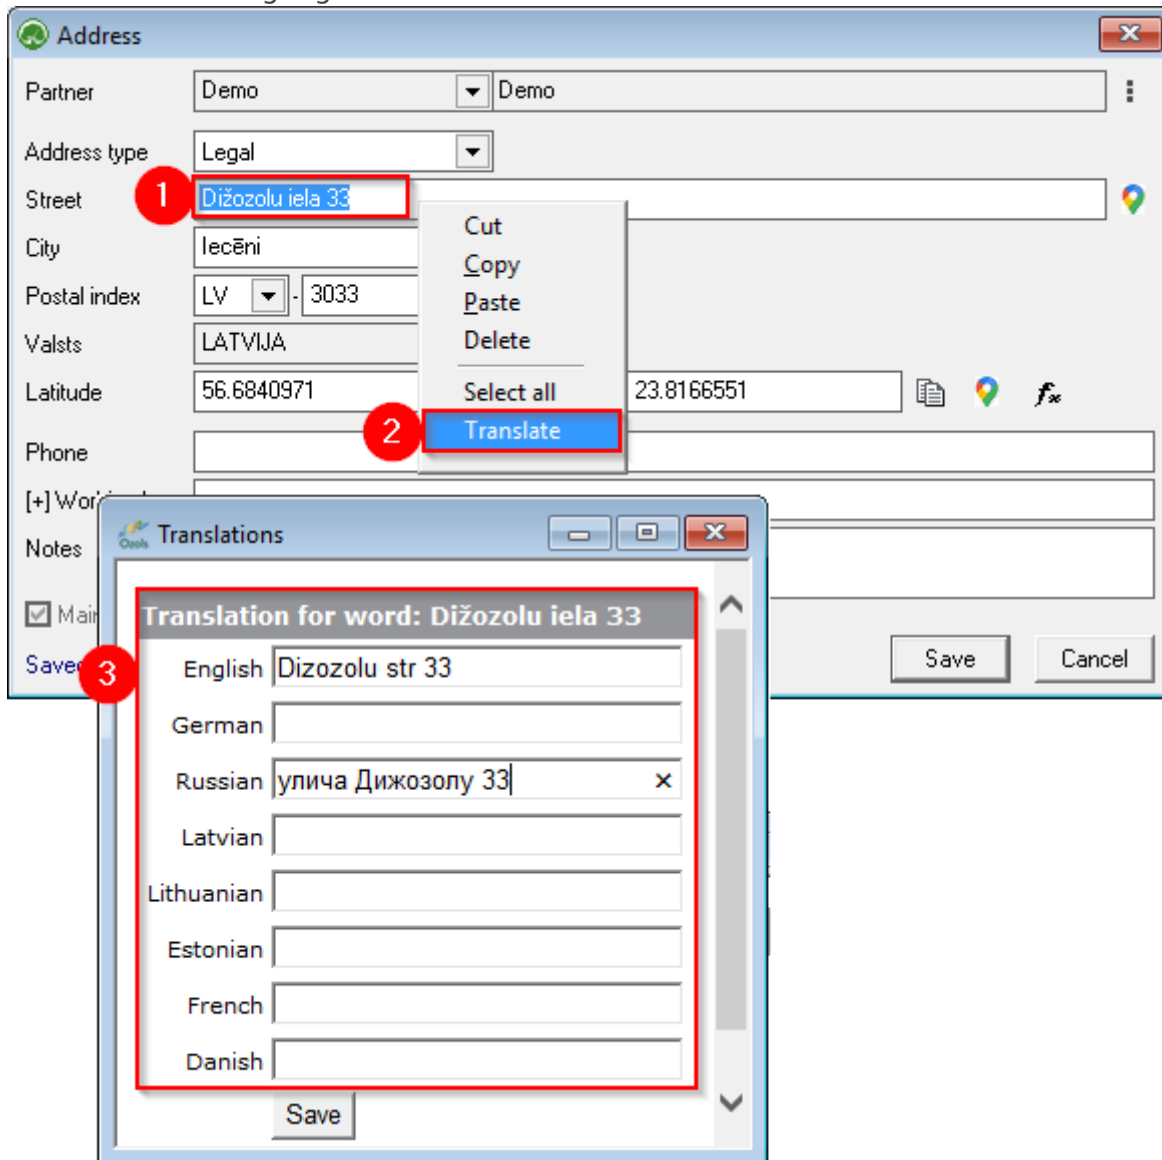 Address
Partner Demo Demo
Address type Legal
1
Street Dižozolu iela 33
City Iecēni
Postal index LV - 3033
Valsts LATVIJA
Latitude 56.6840971 23.8166551
Phone
Notes
Save Cancel
Cut
Copy
Paste
Delete
Select all
2 Translate
Ozols Translations
Translation for word: Dižozolu iela 33
3
English Dizozolu str 33
German
Russian улича Дижозолу 33
Latvian
Lithuanian
Estonian
French
Danish
Save